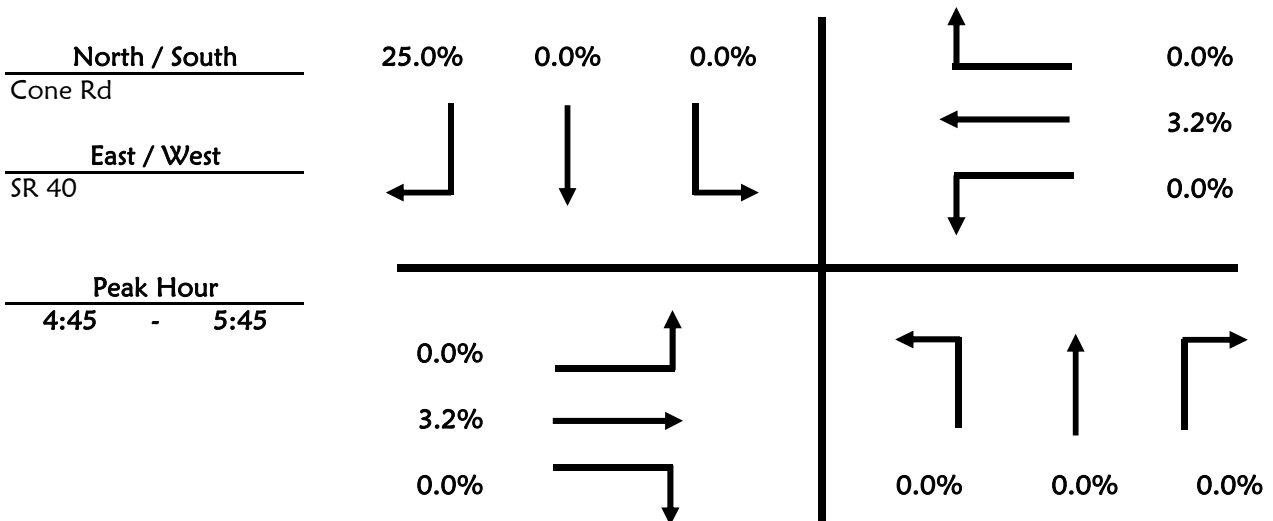 North / South
Cone Rd
East / West
SR 40
Peak Hour
4:45 - 5:45
25.0% 0.0% 0.0%
0.0%
3.2%
0.0%
0.0%
3.2%
0.0%
0.0% 0.0% 0.0%